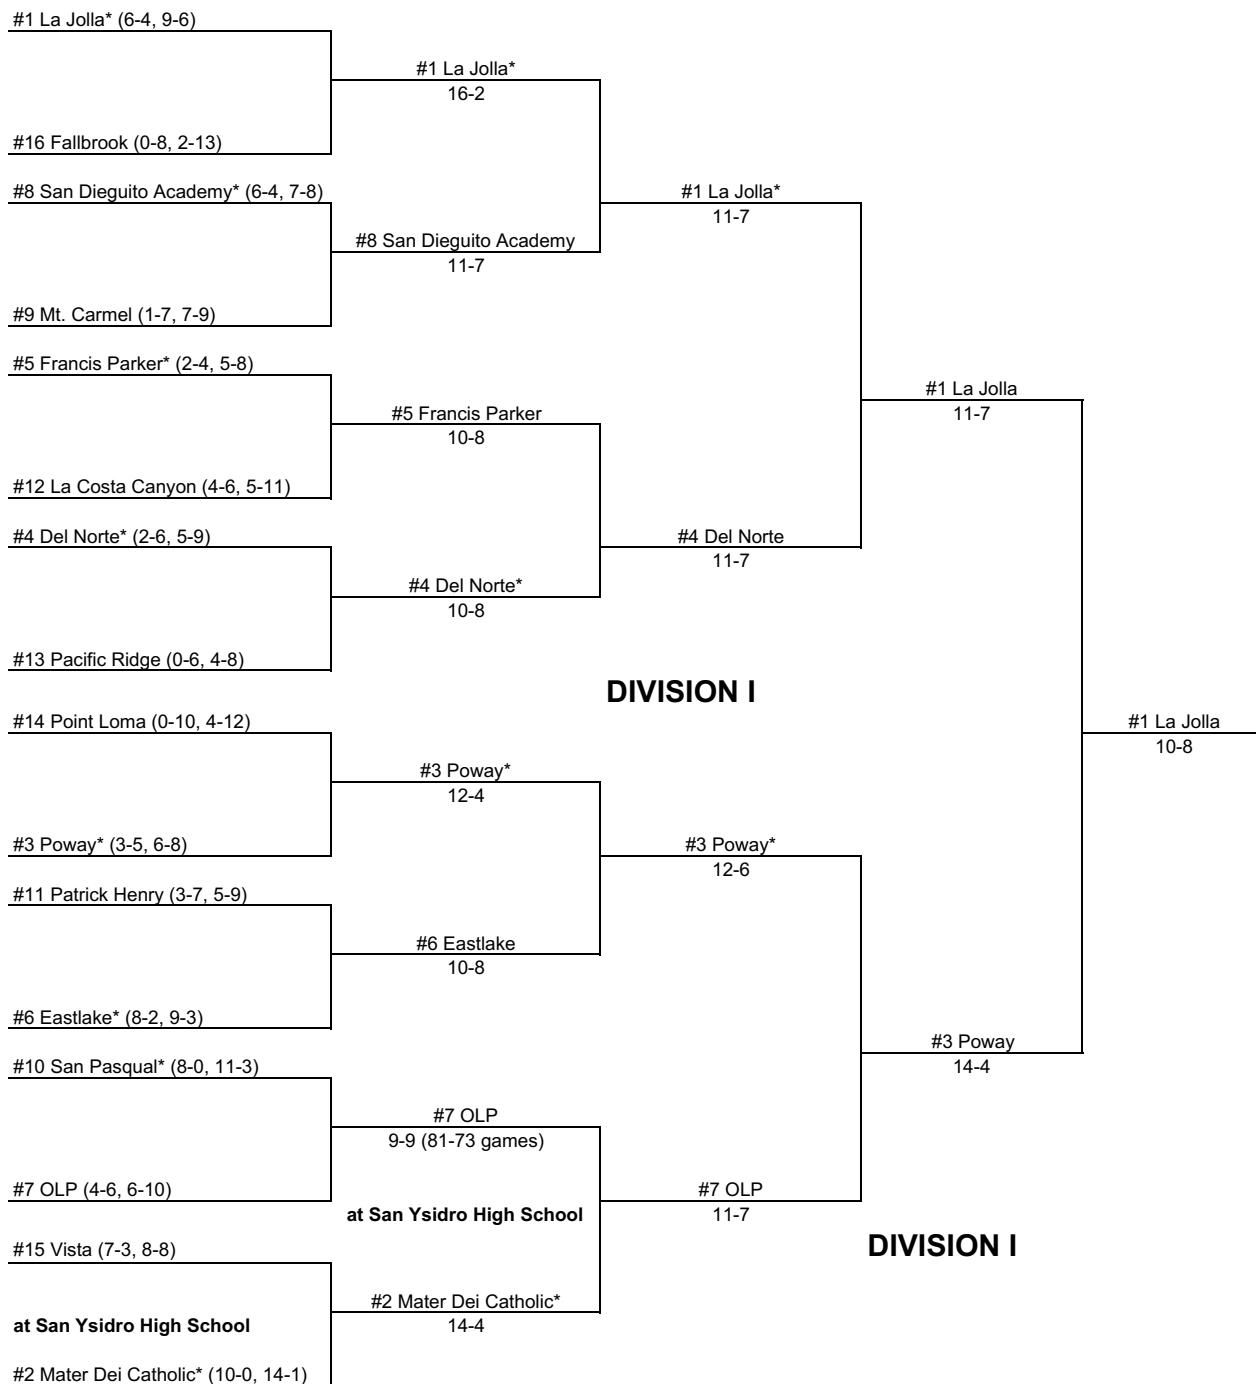 #1 La Jolla* (6-4, 9-6)
#1 La Jolla*
16-2
#16 Fallbrook (0-8, 2-13)
#8 San Dieguito Academy* (6-4, 7-8)
#1 La Jolla*
11-7
#8 San Dieguito Academy
11-7
#9 Mt. Carmel (1-7, 7-9)
#5 Francis Parker* (2-4, 5-8)
#1 La Jolla
11-7
#5 Francis Parker
10-8
#12 La Costa Canyon (4-6, 5-11)
#4 Del Norte* (2-6, 5-9)
#4 Del Norte
11-7
#4 Del Norte*
10-8
#13 Pacific Ridge (0-6, 4-8)
DIVISION I
#14 Point Loma (0-10, 4-12)
#1 La Jolla
10-8
#3 Poway*
12-4
#3 Poway* (3-5, 6-8)
#3 Poway*
12-6
#11 Patrick Henry (3-7, 5-9)
#6 Eastlake
10-8
#6 Eastlake* (8-2, 9-3)
#3 Poway
14-4
#10 San Pasqual* (8-0, 11-3)
#7 OLP
9-9 (81-73 games)
#7 OLP (4-6, 6-10)
#7 OLP
11-7
at San Ysidro High School
#15 Vista (7-3, 8-8)
DIVISION I
#2 Mater Dei Catholic*
14-4
at San Ysidro High School
#2 Mater Dei Catholic* (10-0, 14-1)